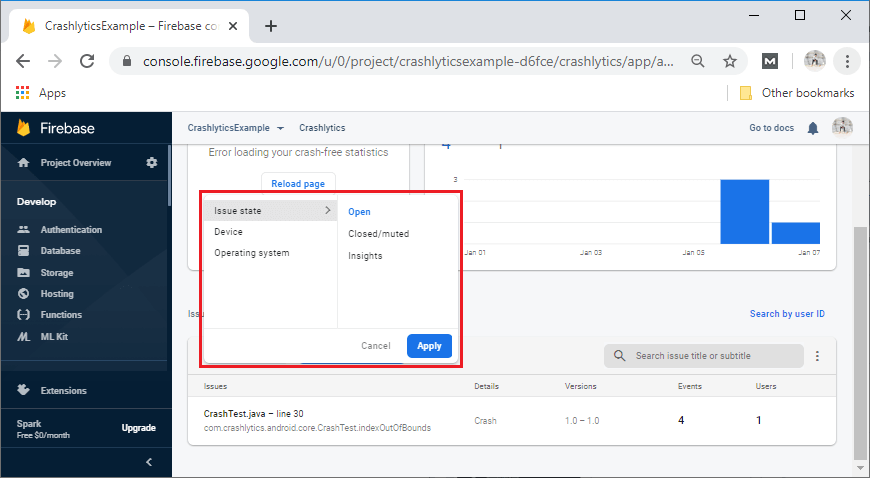 CrashlyticsExample – Firebase co
console.firebase.google.com/u/0/project/crashlyticsexample-d6fce/crashlytics/app/a...
M
Apps
Other bookmarks
Firebase
CrashlyticsExample
Crashlytics
Go to docs
Project Overview
Error loading your crash-free statistics
4
1
Reload page
3
Develop
Issue state
Open
Authentication
Device
Closed/muted
Database
Operating system
Insights
Jan 01
Jan 03
Jan 05
Jan 07
Storage
Hosting
Functions
Issu
Search by user ID
ML Kit
Cancel
Apply
Search issue title or subtitle
Extensions
Issues
Details
Versions
Events
Users
Spark
Free $0/month
Upgrade
CrashTest.java – line 30
com.crashlytics.android.core.CrashTest.indexOutOfBounds
Crash
1.0 – 1.0
4
1